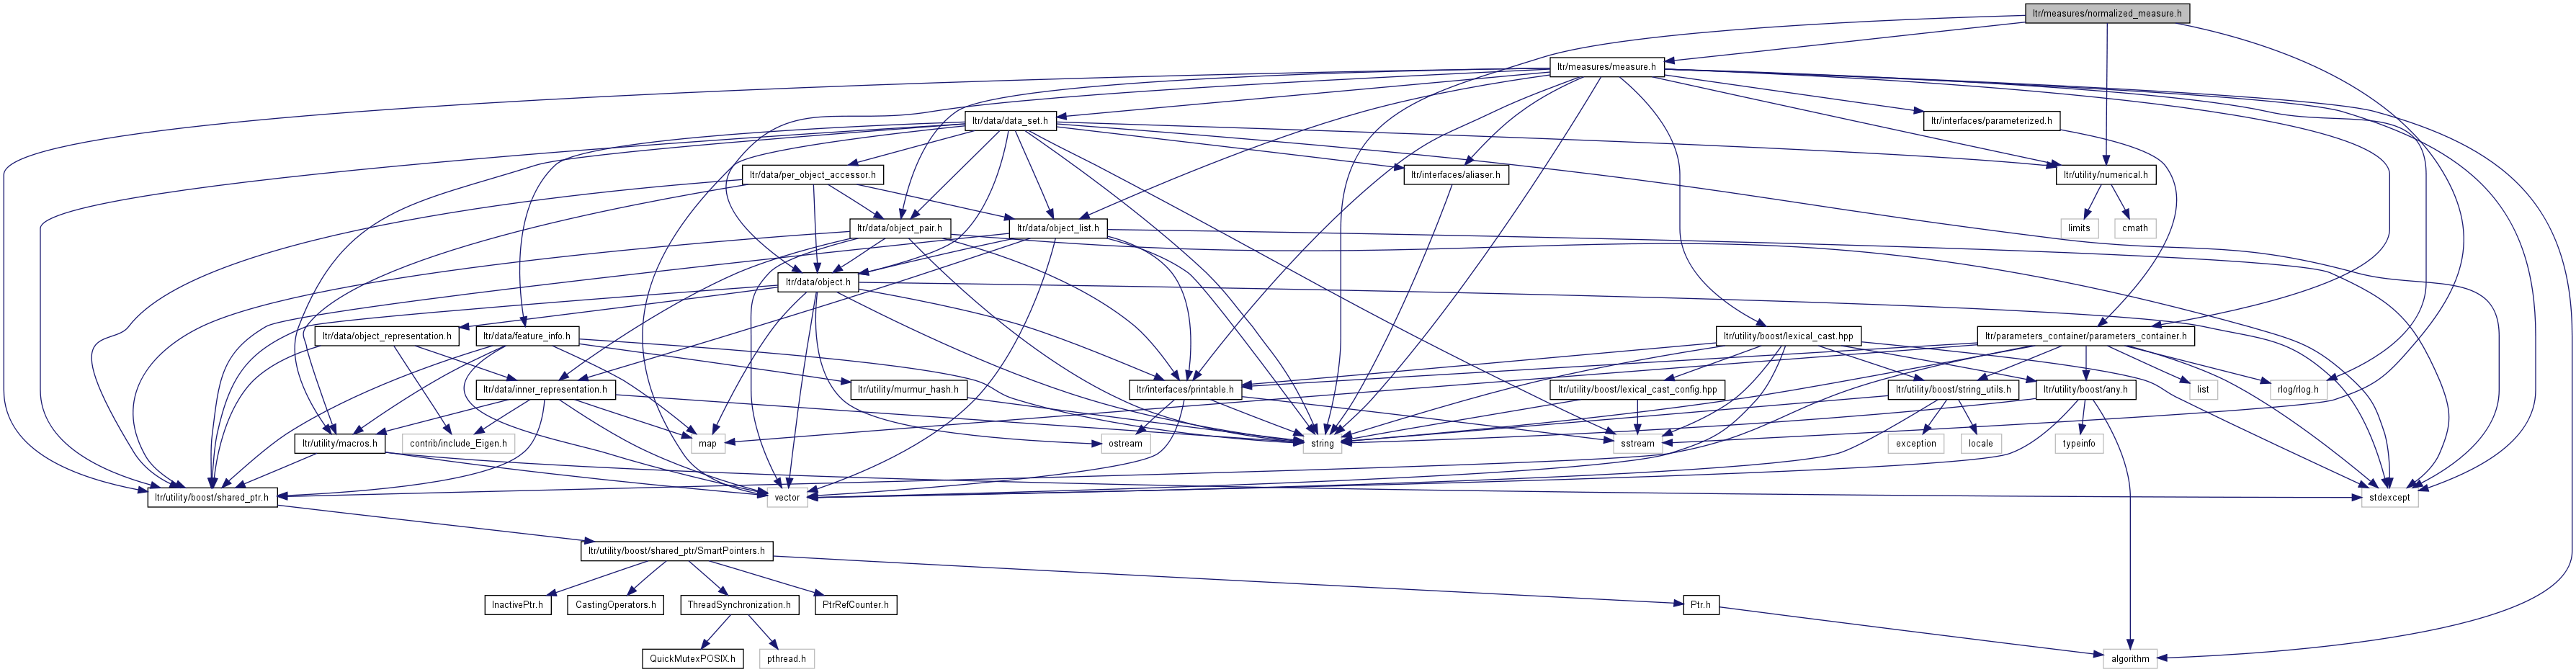 ltr/measures/normalized_measure.h
ltr/measures/measure.h
ltr/data/data_set.h
ltr/interfaces/parameterized.h
ltr/data/per_object_accessor.h
ltr/interfaces/aliaser.h
ltr/utility/numerical.h
ltr/data/object_pair.h
ltr/data/object_list.h
limits
cmath
ltr/data/object.h
ltr/data/object_representation.h
ltr/data/feature_info.h
ltr/utility/boost/lexical_cast.hpp
ltr/parameters_container/parameters_container.h
ltr/data/inner_representation.h
ltr/utility/murmur_hash.h
ltr/interfaces/printable.h
ltr/utility/boost/lexical_cast_config.hpp
ltr/utility/boost/string_utils.h
ltr/utility/boost/any.h
list
rlog/rlog.h
ltr/utility/macros.h
contrib/include_Eigen.h
map
ostream
string
sstream
exception
locale
typeinfo
ltr/utility/boost/shared_ptr.h
vector
stdexcept
ltr/utility/boost/shared_ptr/SmartPointers.h
InactivePtr.h
CastingOperators.h
ThreadSynchronization.h
PtrRefCounter.h
Ptr.h
QuickMutexPOSIX.h
pthread.h
algorithm